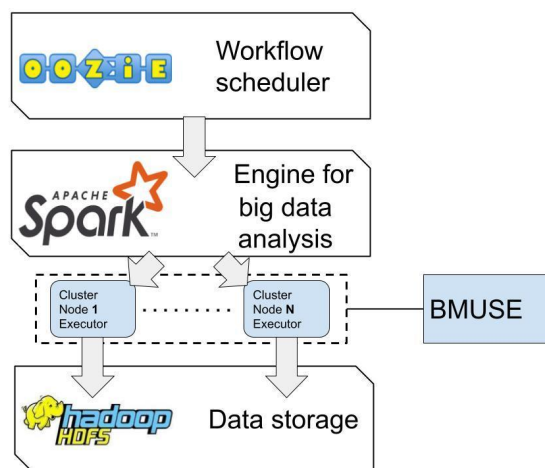 OOZiE
Workflow
scheduler
APACHE
Spark™
Engine for
big data
analysis
Cluster
Node 1
Executor
Cluster
Node N
Executor
BMUSE
hadoop
HDFS
Data storage